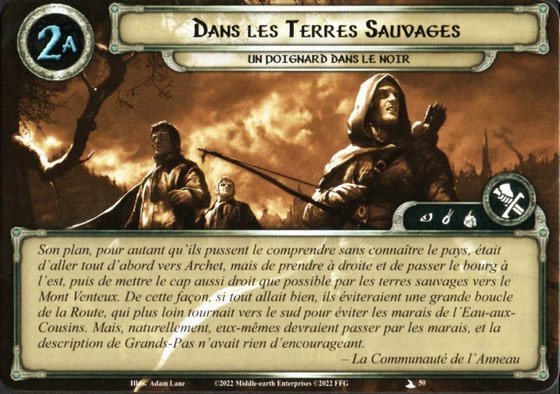 2A
Dans les Terres Sauvages
un poignard dans le noir
Son plan, pour autant qu'ils pussent le comprendre sans connaître le pays, était
d'aller tout d'abord vers Archet, mais de prendre à droite et de passer le bourg à
l'est, puis de mettre le cap aussi droit que possible par les terres sauvages vers le
Mont Venteux. De cette façon, si tout allait bien, ils éviteraient une grande boucle
de la Route, qui plus loin tournait vers le sud pour éviter les marais de l'Eau-aux-
Cousins. Mais, naturellement, eux-mêmes devraient passer par les marais, et la
description de Grands-Pas n'avait rien d'encourageant.
– La Communauté de l'Anneau
Illus. Adam Lane ©2022 Middle-earth Enterprises ©2022 FFG 50